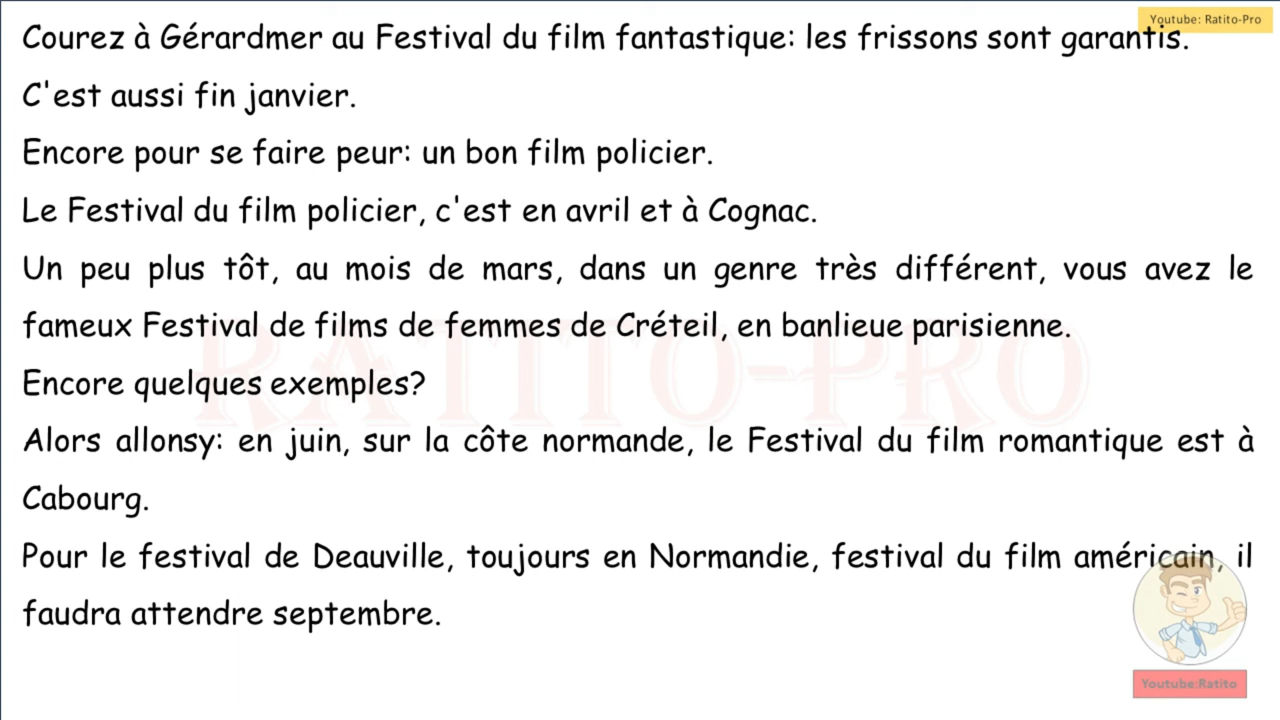 Youtube: Ratito-Pro
Courez à Gérardmer au Festival du film fantastique: les frissons sont garantis.
C'est aussi fin janvier.
Encore pour se faire peur: un bon film policier.
Le Festival du film policier, c'est en avril et à Cognac.
Un peu plus tôt, au mois de mars, dans un genre très différent, vous avez le
fameux Festival de films de femmes de Créteil, en banlieue parisienne.
RATITO-PRO
Encore quelques exemples?
Alors allonsy: en juin, sur la côte normande, le Festival du film romantique est à
Cabourg.
Pour le festival de Deauville, toujours en Normandie, festival du film américain, il
faudra attendre septembre.
Youtube:Ratito